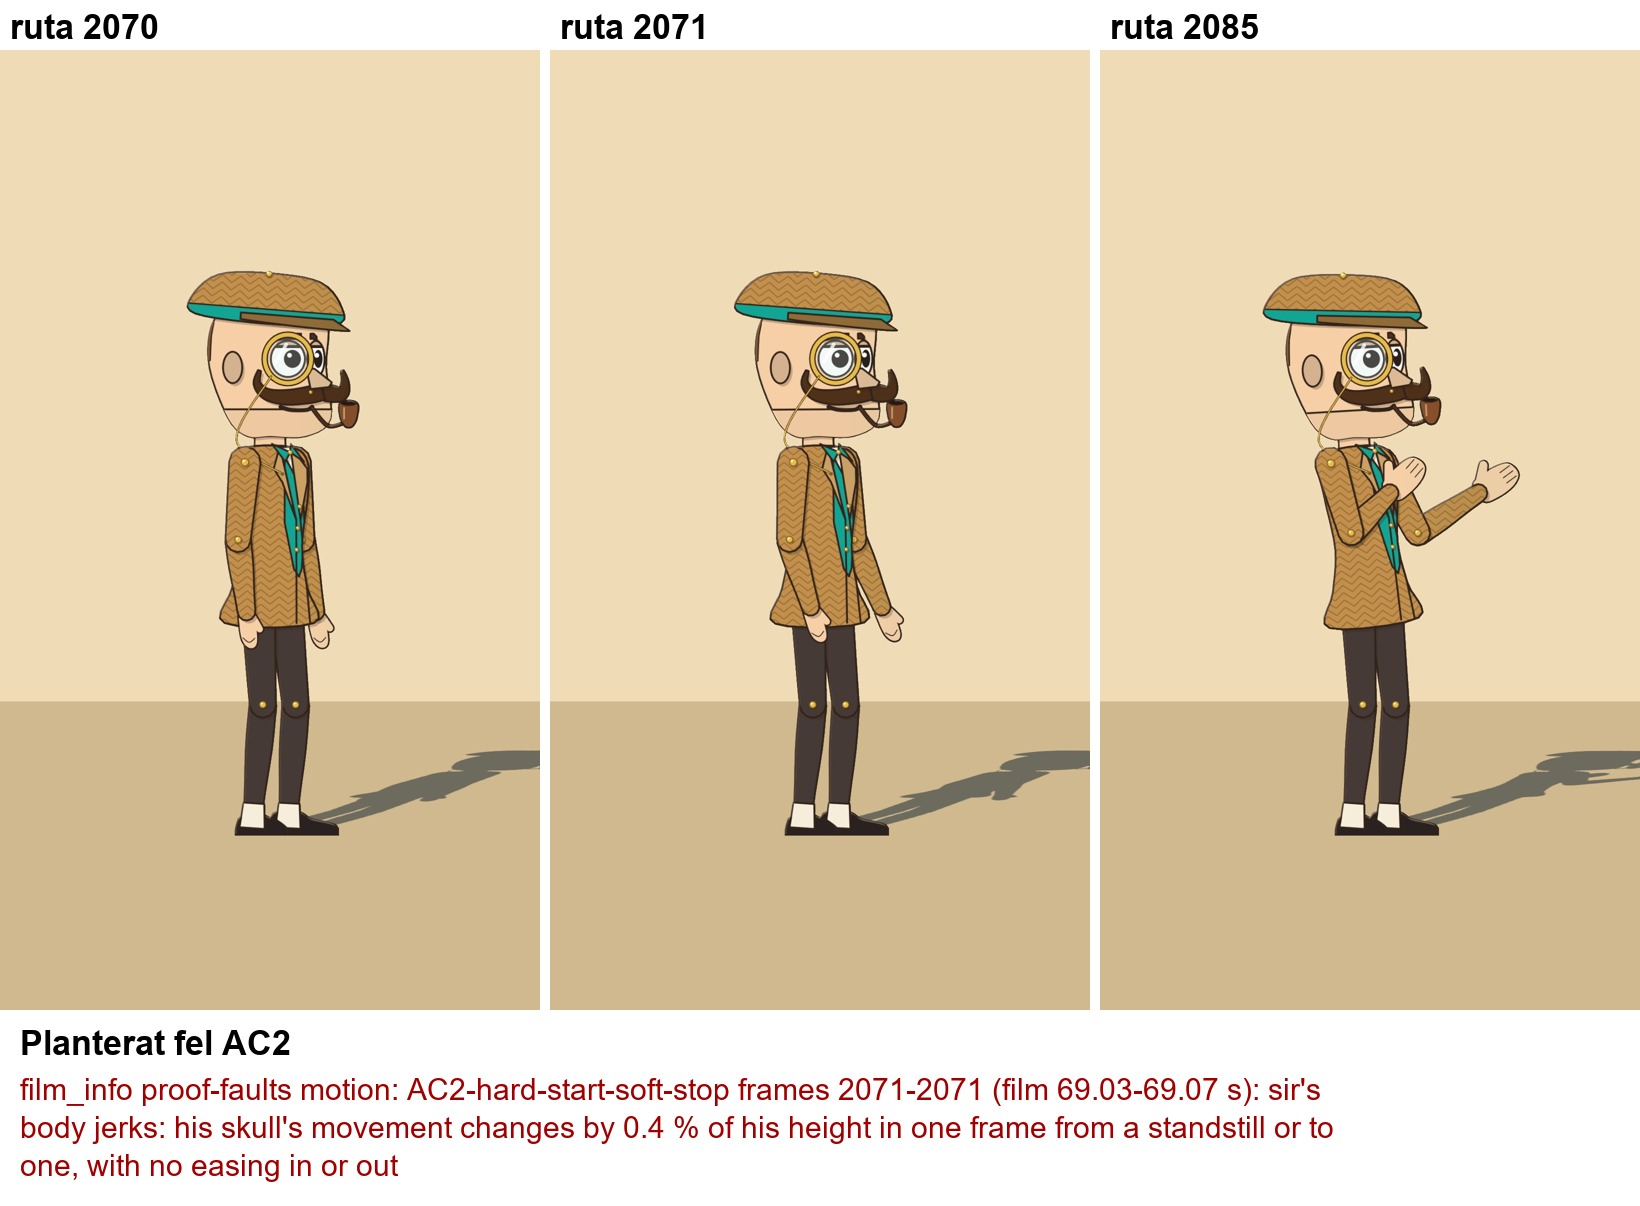 ruta 2070
ruta 2071
ruta 2085
Planterat fel AC2
film_info proof-faults motion: AC2-hard-start-soft-stop frames 2071-2071 (film 69.03-69.07 s): sir's
body jerks: his skull's movement changes by 0.4 % of his height in one frame from a standstill or to
one, with no easing in or out